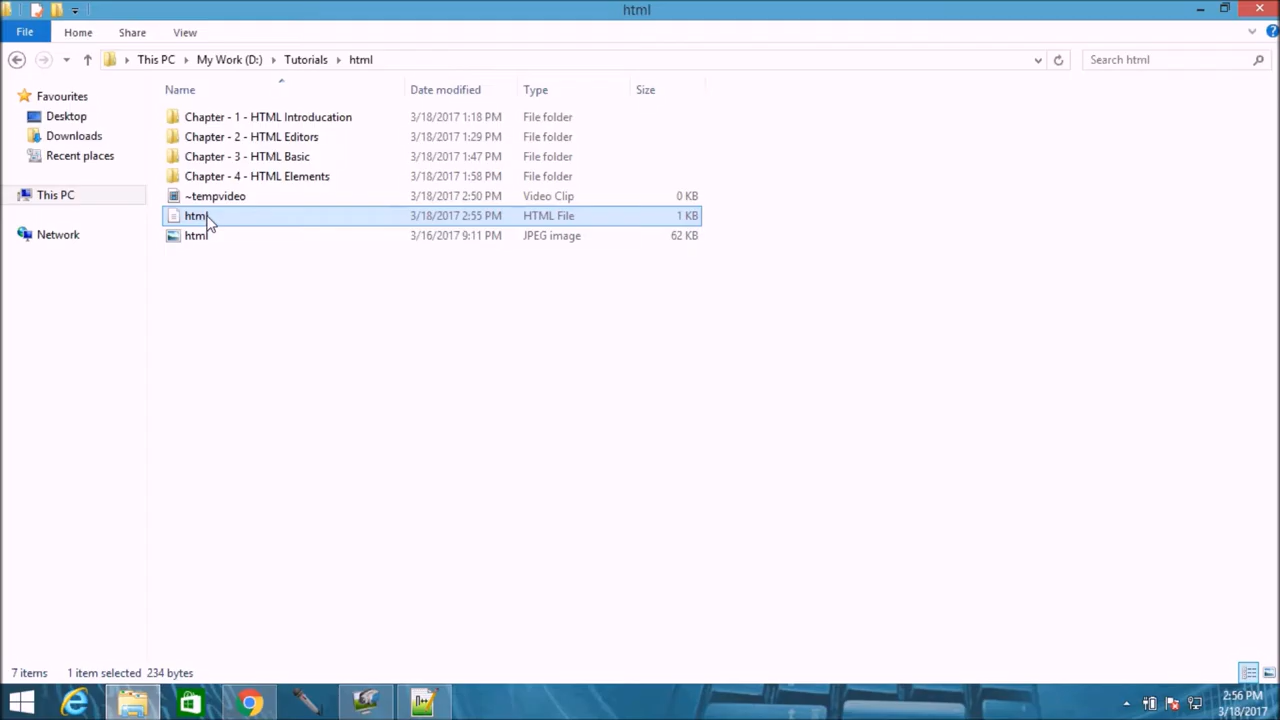 html
File Home Share View
This PC My Work (D:) Tutorials html Search html
Name Date modified Type Size
Favourites
Desktop
Downloads
Recent places
This PC
Network
Chapter - 1 - HTML Introducation 3/18/2017 1:18 PM File folder
Chapter - 2 - HTML Editors 3/18/2017 1:29 PM File folder
Chapter - 3 - HTML Basic 3/18/2017 1:47 PM File folder
Chapter - 4 - HTML Elements 3/18/2017 1:58 PM File folder
~tempvideo 3/18/2017 2:50 PM Video Clip 0 KB
html 3/18/2017 2:55 PM HTML File 1 KB
html 3/16/2017 9:11 PM JPEG image 62 KB
7 items 1 item selected 234 bytes
2:56 PM
3/18/2017